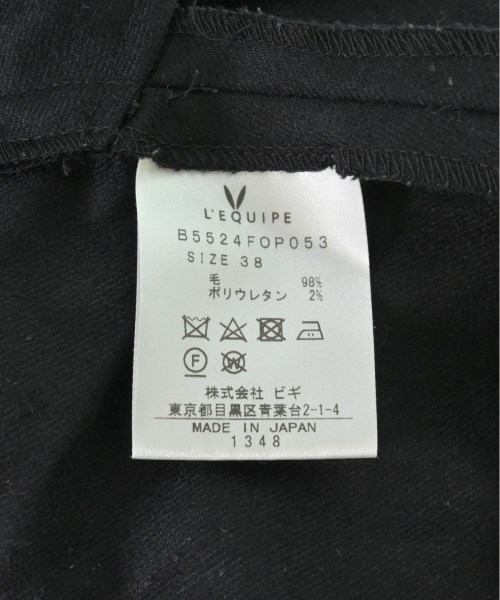 L'EQUIPE
B5524FOP053
SIZE 38
毛 98%
ポリウレタン 2%
F W
株式会社 ビギ
東京都目黒区青葉台2-1-4
MADE IN JAPAN
1348